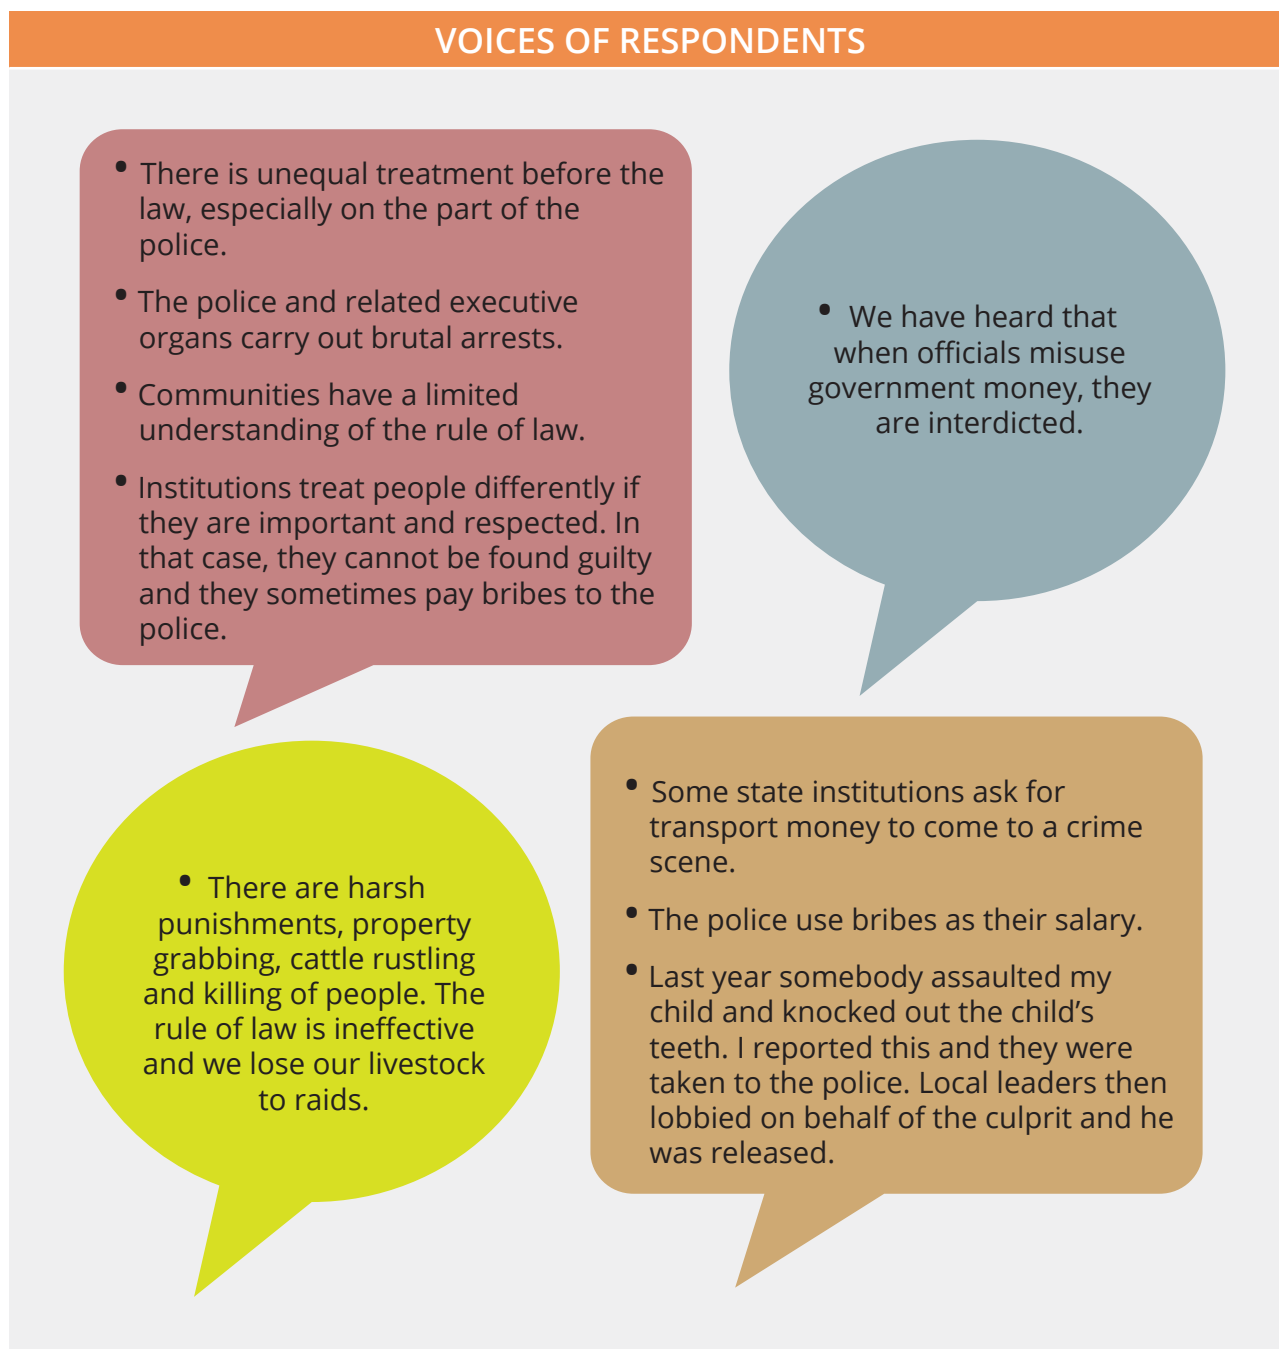 VOICES OF RESPONDENTS
• There is unequal treatment before the
law, especially on the part of the
police.
• The police and related executive
organs carry out brutal arrests.
• Communities have a limited
understanding of the rule of law.
• Institutions treat people differently if
they are important and respected. In
that case, they cannot be found guilty
and they sometimes pay bribes to the
police.
• We have heard that
when officials misuse
government money, they
are interdicted.
• There are harsh
punishments, property
grabbing, cattle rustling
and killing of people. The
rule of law is ineffective
and we lose our livestock
to raids.
• Some state institutions ask for
transport money to come to a crime
scene.
• The police use bribes as their salary.
• Last year somebody assaulted my
child and knocked out the child’s
teeth. I reported this and they were
taken to the police. Local leaders then
lobbied on behalf of the culprit and he
was released.